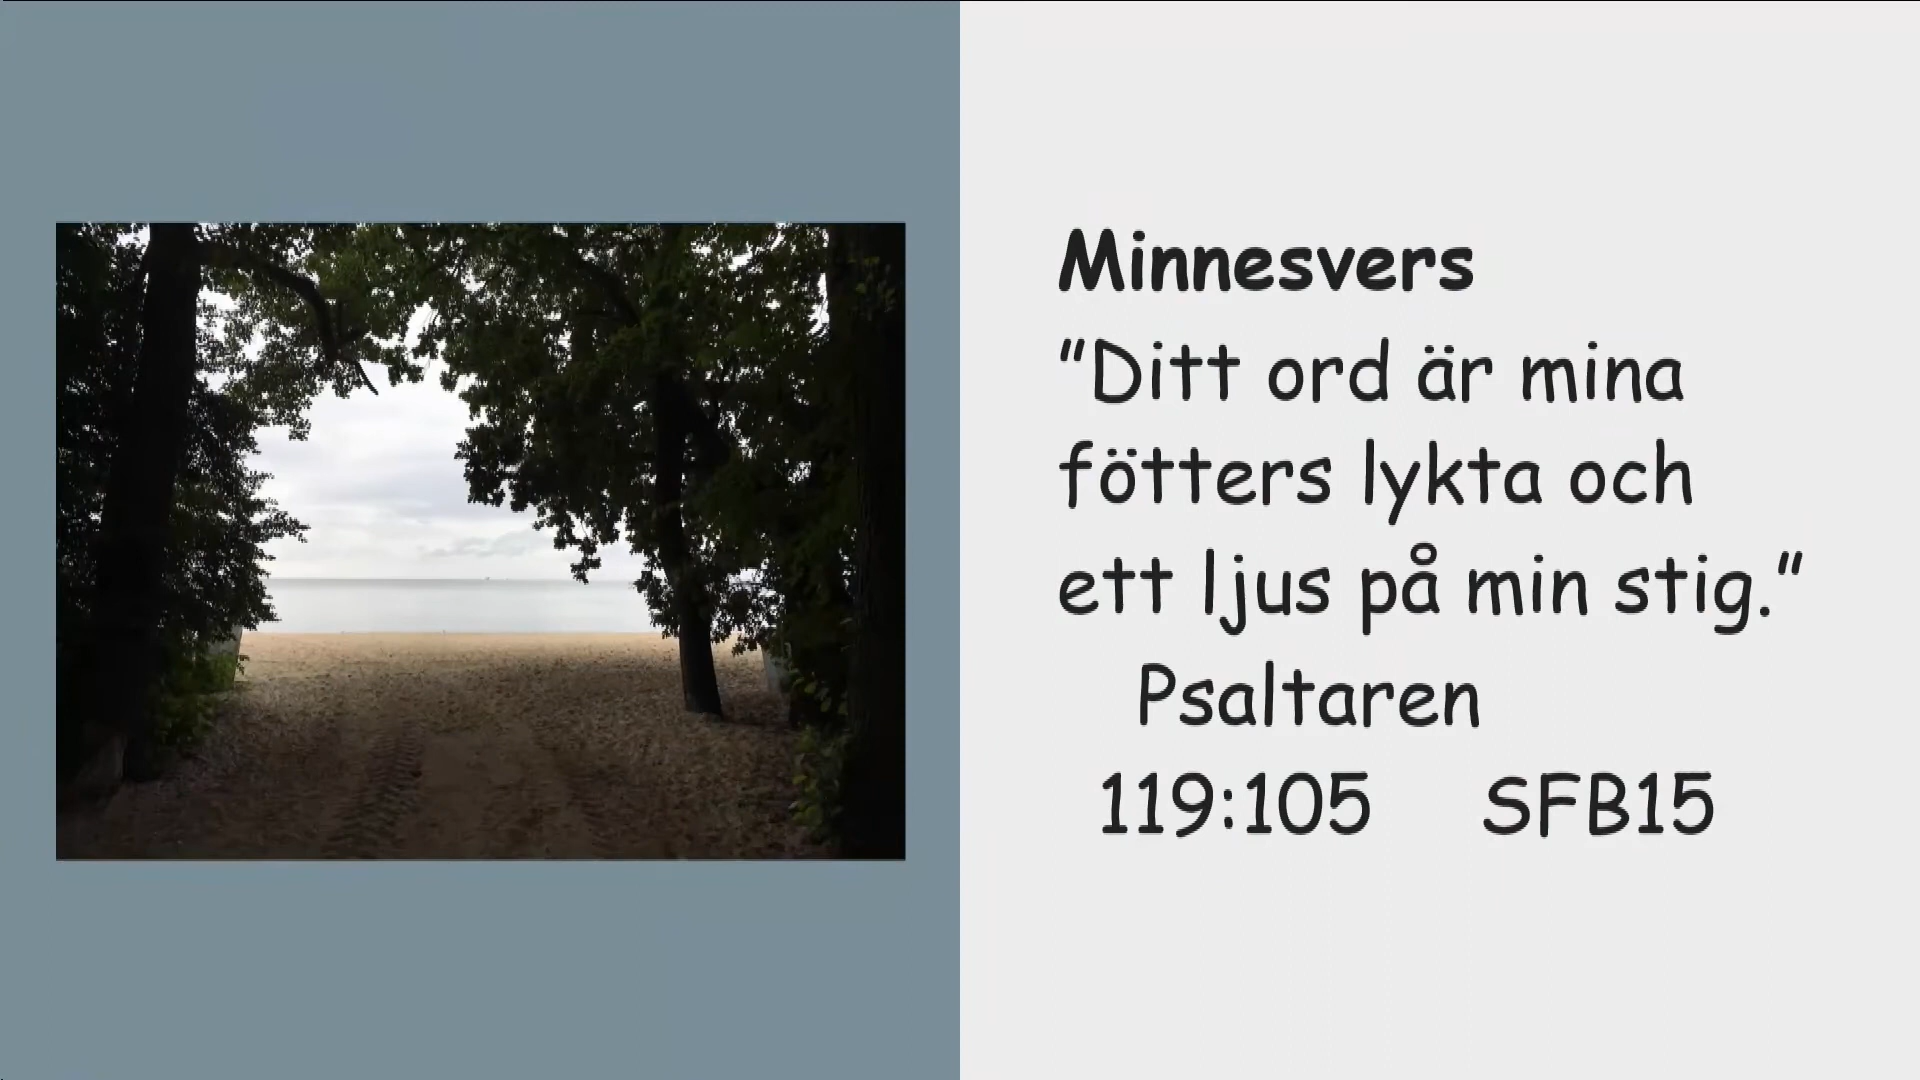 Minnesvers
”Ditt ord är mina
fötters lykta och
ett ljus på min stig.”
Psaltaren
119:105 SFB15